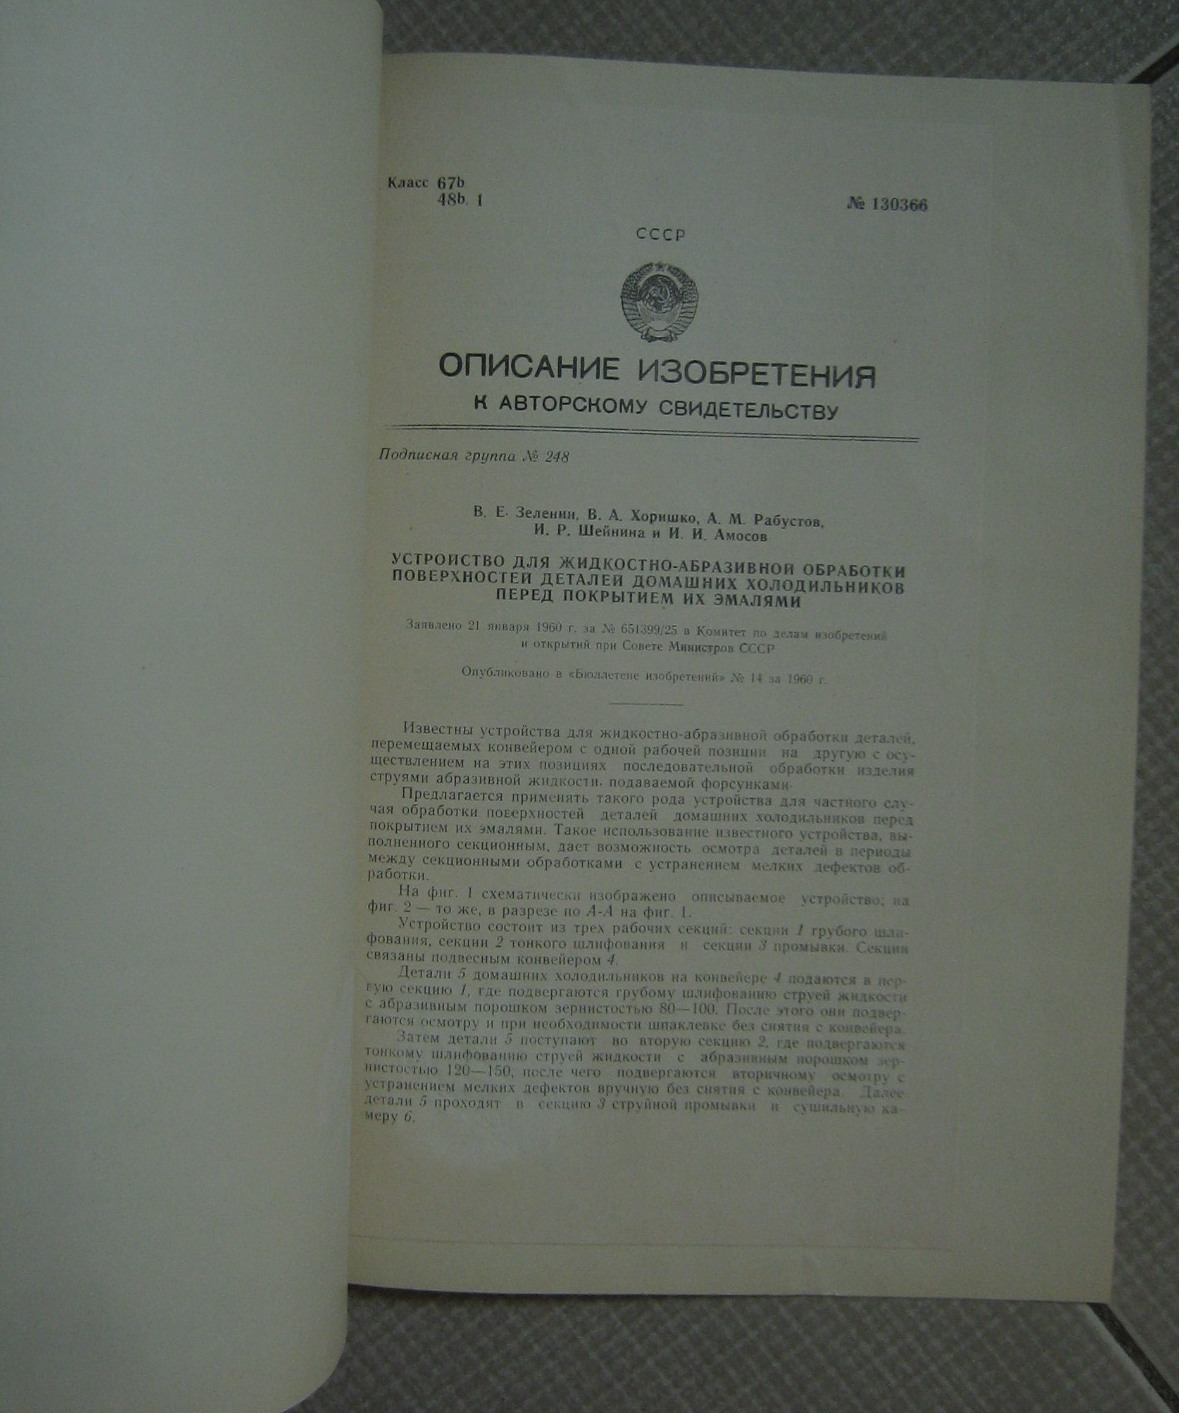 Класс 67b
48b. 1
№ 130366
СССР
ОПИСАНИЕ ИЗОБРЕТЕНИЯ
К АВТОРСКОМУ СВИДЕТЕЛЬСТВУ
Подписная группа № 248
В. Е. Зеленин, В. А. Хоришко, А. М. Рабустов,
И. Р. Шейнина и И. И. Амосов
УСТРОЙСТВО ДЛЯ ЖИДКОСТНО-АБРАЗИВНОЙ ОБРАБОТКИ
ПОВЕРХНОСТЕЙ ДЕТАЛЕЙ ДОМАШНИХ ХОЛОДИЛЬНИКОВ
ПЕРЕД ПОКРЫТИЕМ ИХ ЭМАЛЯМИ
Заявлено 21 января 1960 г. за № 651399/25 в Комитет по делам изобретений
и открытий при Совете Министров СССР
Опубликовано в «Бюллетене изобретений» № 14 за 1960 г.
Известны устройства для жидкостно-абразивной обработки деталей,
перемещаемых конвейером с одной рабочей позиции на другую с осу-
ществлением на этих позициях последовательной обработки изделия
струями абразивной жидкости, подаваемой форсунками.
Предлагается применять такого рода устройства для частного слу-
чая обработки поверхностей деталей домашних холодильников перед
покрытием их эмалями. Такое использование известного устройства, вы-
полненного секционным, дает возможность осмотра деталей в периоды
между секционными обработками с устранением мелких дефектов об-
работки.
На фиг. 1 схематически изображено описываемое устройство; на
фиг. 2 — то же, в разрезе по А-А на фиг. 1.
Устройство состоит из трех рабочих секций: секции 1 грубого шли-
фования, секции 2 тонкого шлифования и секции 3 промывки. Секции
связаны подвесным конвейером 4.
Детали 5 домашних холодильников на конвейере 4 подаются в пер-
вую секцию 1, где подвергаются грубому шлифованию струей жидкости
с абразивным порошком зернистостью 80—100. После этого они подвер-
гаются осмотру и при необходимости шпаклевке без снятия с конвейера.
Затем детали 5 поступают во вторую секцию 2, где подвергаются
тонкому шлифованию струей жидкости с абразивным порошком зер-
нистостью 120—150, после чего подвергаются вторичному осмотру с
устранением мелких дефектов вручную без снятия с конвейера. Далее
детали 5 проходят в секцию 3 струйной промывки и сушильную ка-
меру 6.